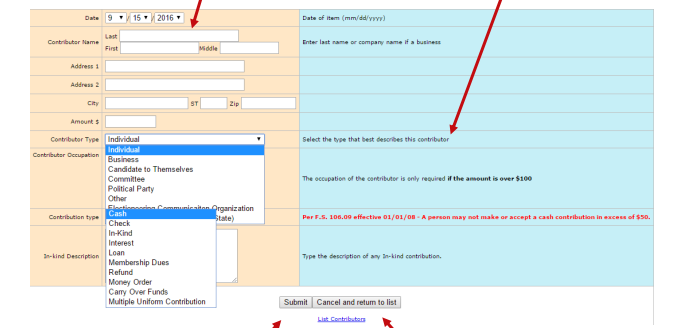 Date 9 / 15 / 2016 Date of item (mm/dd/yyyy)
Last
Contributor Name Enter last name or company name if a business
First Middle
Address 1
Address 2
City ST Zip
Amount $
Contributor Type Individual Select the type that best describes this contributor
Individual
Contributor Occupation
Business
Candidate to Themselves
Committee
The occupation of the contributor is only required if the amount is over $100
Political Party
Other
Electioneering Communicaiton Organization
Cash
Contribution type State) Per F.S. 106.09 effective 01/01/08 - A person may not make or accept a cash contribution in excess of $50.
Check
In-Kind
Interest
In-kind Description Type the description of any In-kind contribution.
Loan
Membership Dues
Refund
Money Order
Carry Over Funds
Multiple Uniform Contribution
Submit Cancel and return to list
List Contributors